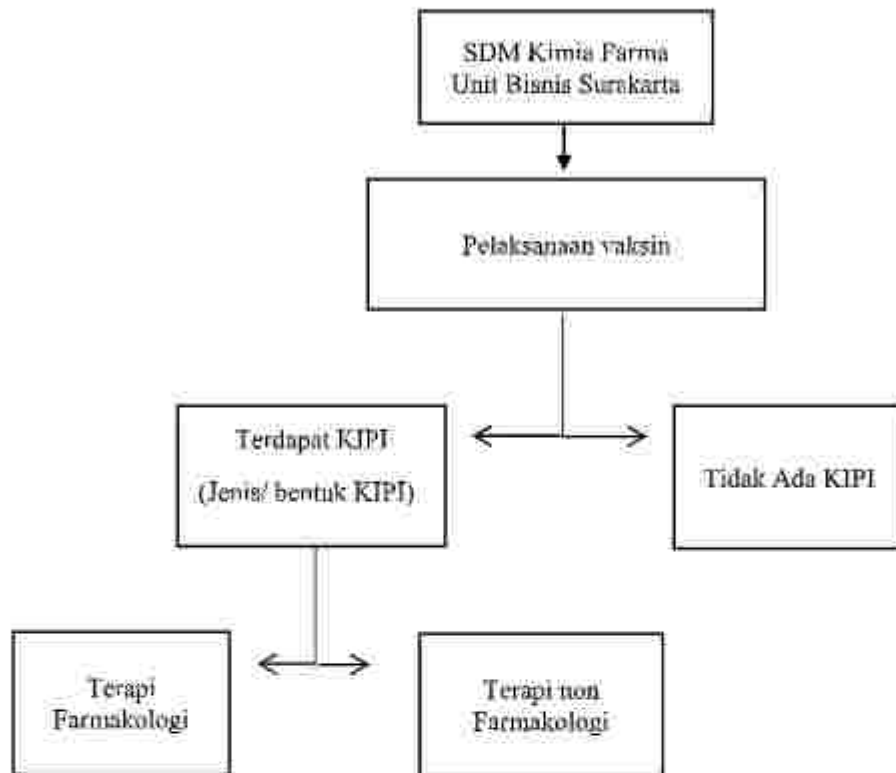 SDM Kimia Farma
Unit Bisnis Surakarta
Pelaksanaan vaksin
Terdapat KIPI
(Jenis/ bentuk KIPI)
Tidak Ada KIPI
Terapi
Farmakologi
Terapi non
Farmakologi